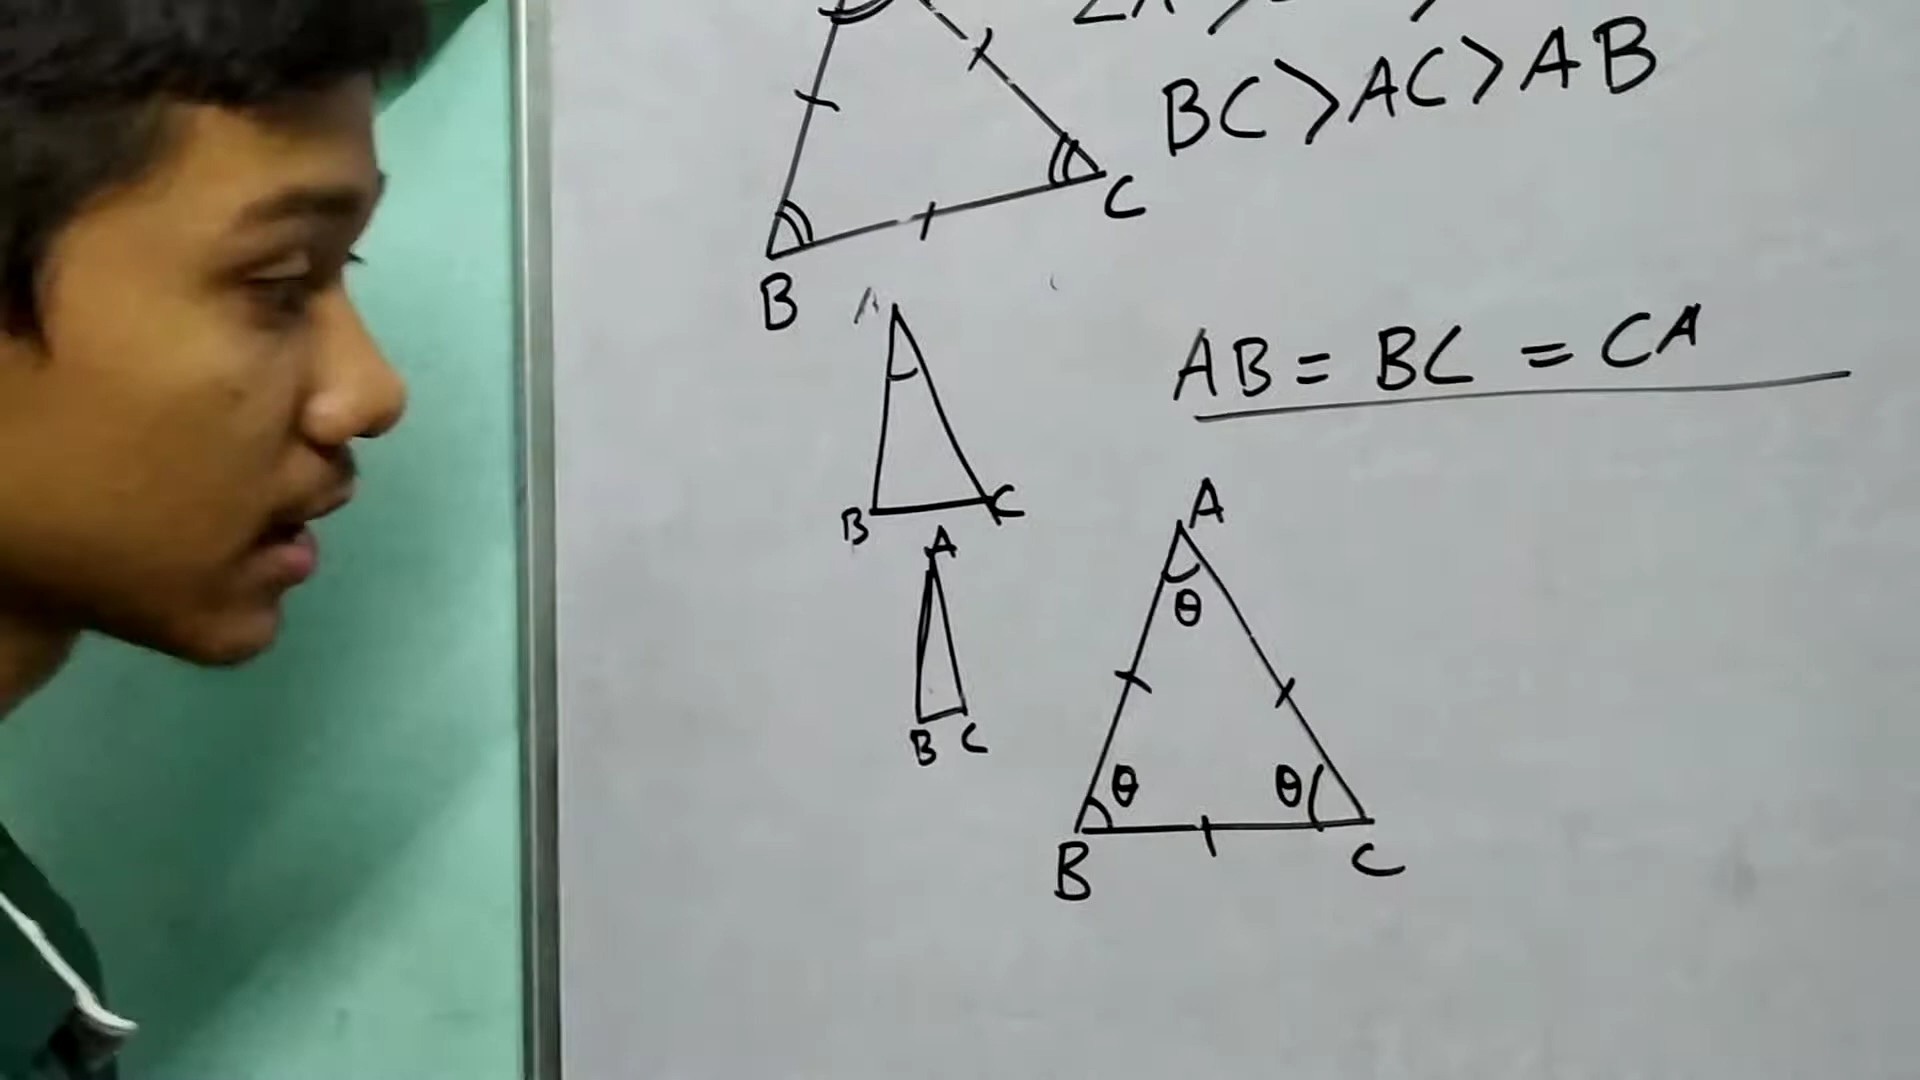 BC > AC > AB
C
B
A
AB = BC = CA
B C
A
A
θ
B C
θ θ
B C